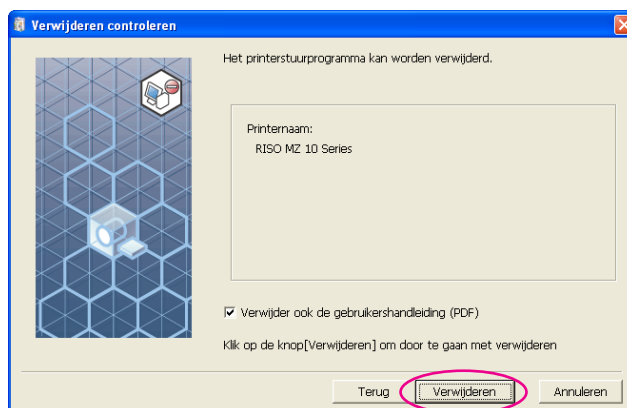 Verwijderen controleren
Het printerstuurprogramma kan worden verwijderd.
Printernaam:
RISO MZ 10 Series
Verwijder ook de gebruikershandleiding (PDF)
Klik op de knop[Verwijderen] om door te gaan met verwijderen
Terug
Verwijderen
Annuleren